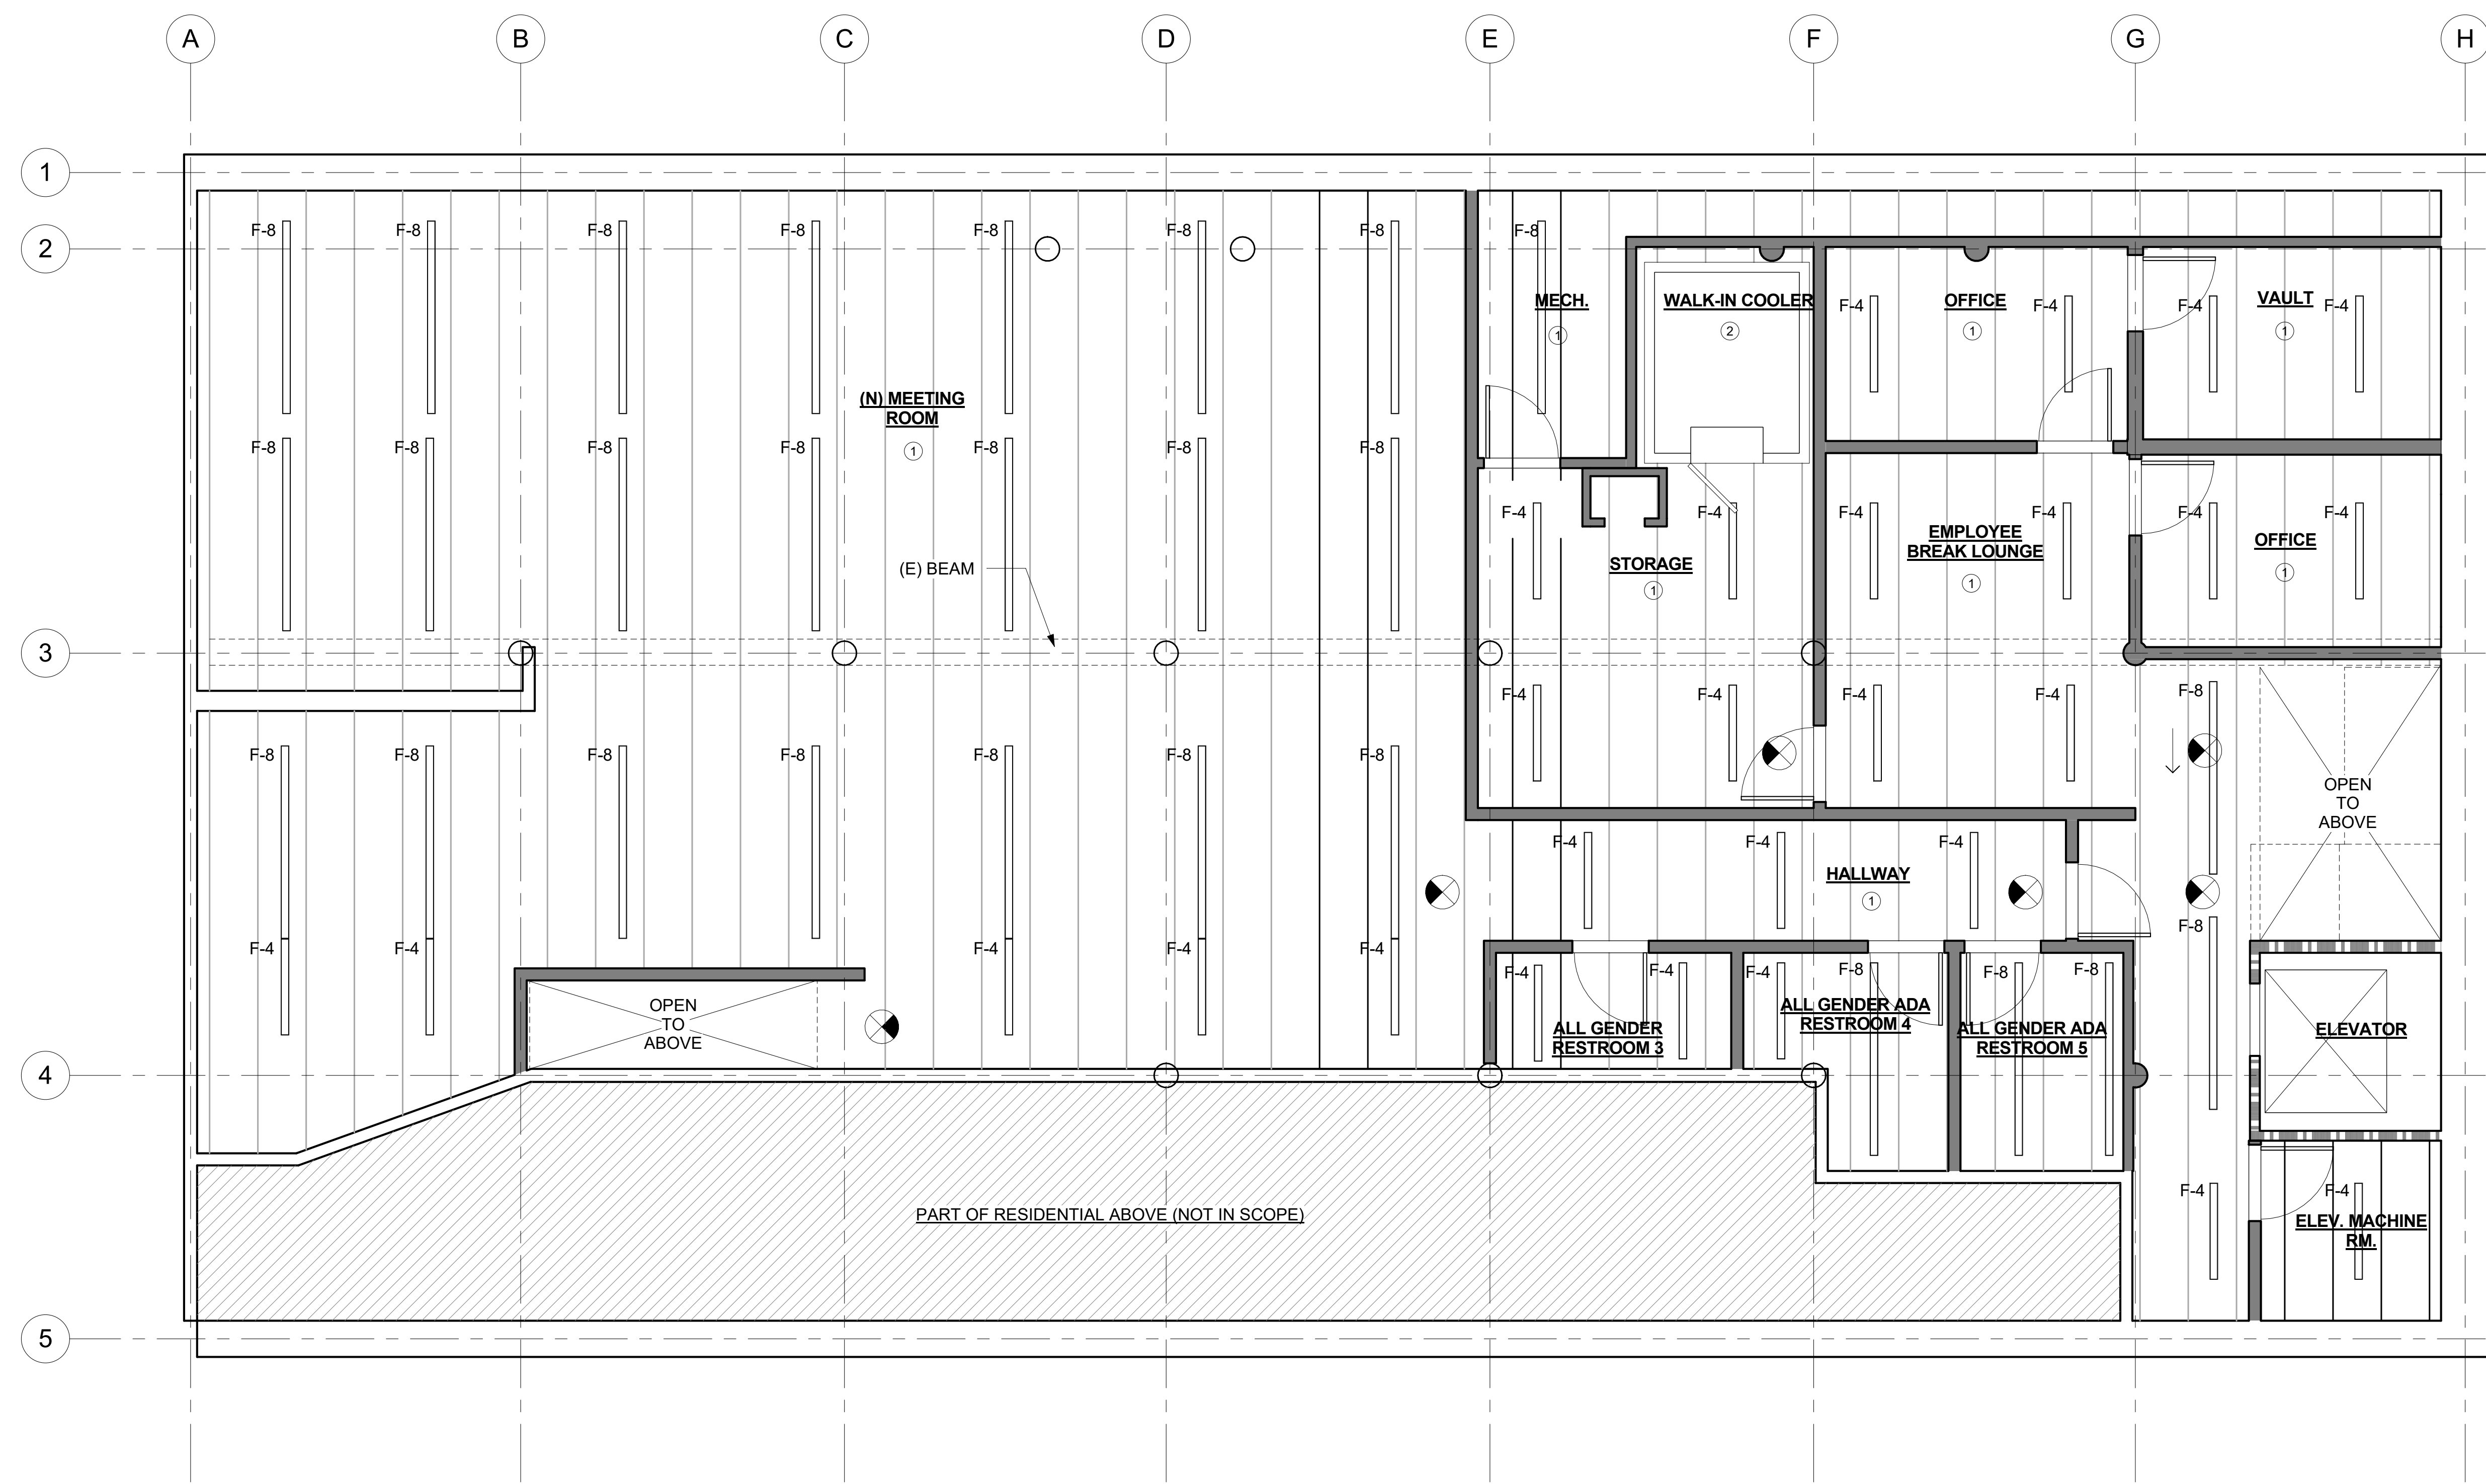 A
B
C
D
E
F
G
H
1
2
F-8
F-8
F-8
F-8
F-8
F-8
F-8
F-8
MECH.
1
WALK-IN COOLER
2
F-4
OFFICE
1
F-4
F-4
VAULT
1
F-4
(N) MEETING
ROOM
1
F-8
F-8
F-8
F-8
F-8
F-8
F-8
F-4
F-4
STORAGE
1
F-4
F-4
EMPLOYEE
BREAK LOUNGE
1
F-4
F-4
OFFICE
1
(E) BEAM
3
F-4
F-4
F-4
F-4
F-8
F-8
F-8
F-8
F-8
F-8
F-8
F-8
OPEN
TO
ABOVE
F-4
F-4
F-4
HALLWAY
1
F-8
F-4
F-4
F-4
F-4
F-4
F-4
F-4
F-4
F-8
F-8
F-8
OPEN
TO
ABOVE
ALL GENDER
RESTROOM 3
ALL GENDER ADA
RESTROOM 4
ALL GENDER ADA
RESTROOM 5
ELEVATOR
4
F-4
F-4
ELEV. MACHINE
RM.
PART OF RESIDENTIAL ABOVE (NOT IN SCOPE)
5